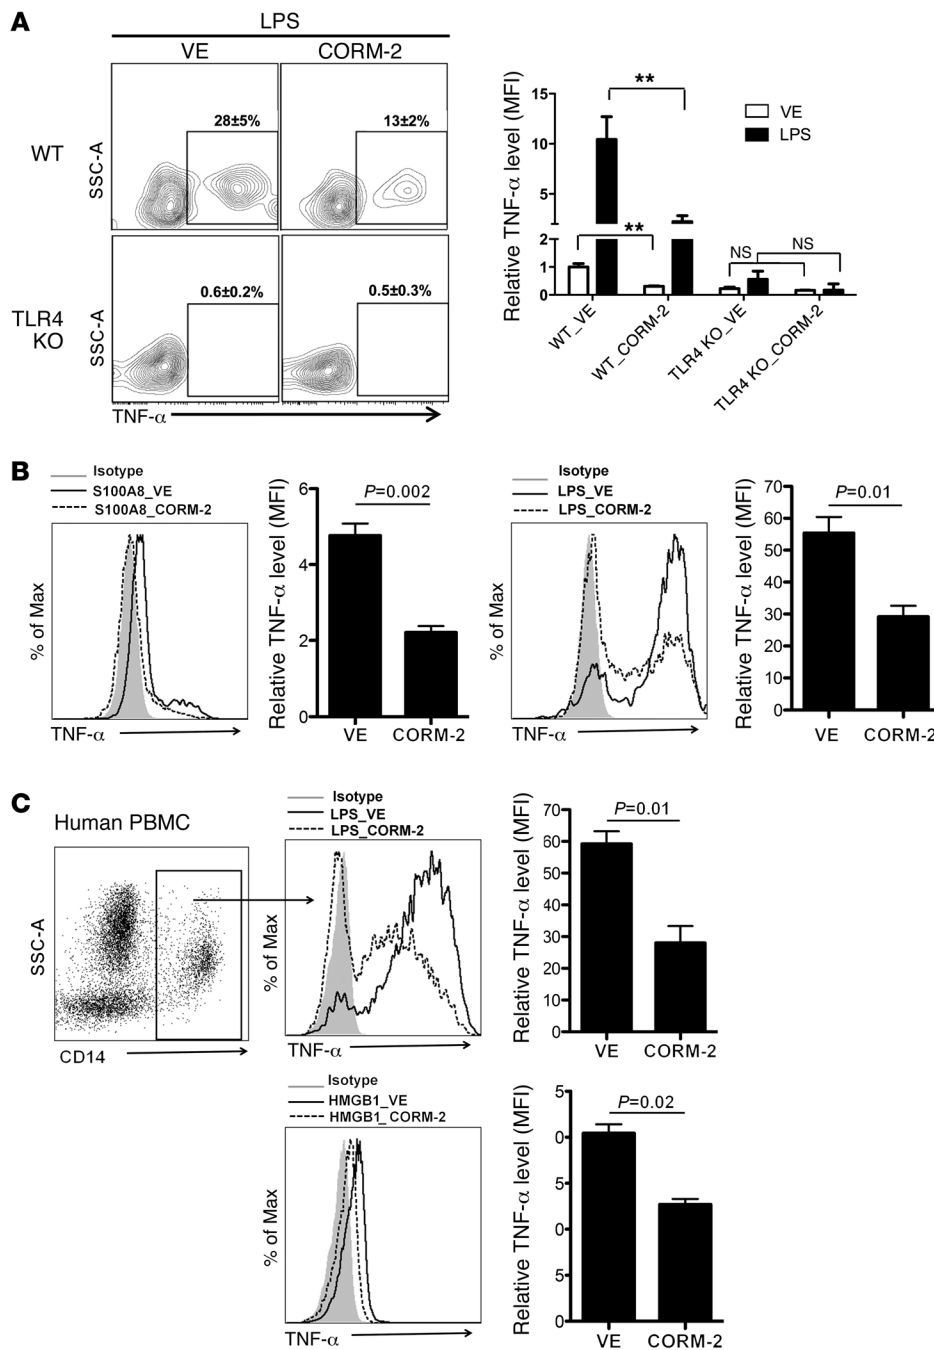 A
LPS
VE CORM-2
WT
SSC-A
28±5%
13±2%
TLR4
KO
SSC-A
0.6±0.2%
0.5±0.3%
TNF-α
Relative TNF-α level (MFI)
15
10
5
2
1
0
**
**
NS
NS
VE
LPS
WT_VE
WT_CORM-2
TLR4 KO_VE
TLR4 KO_CORM-2
B
Isotype
S100A8_VE
S100A8_CORM-2
% of Max
TNF-α
Relative TNF-α level (MFI)
6
4
2
0
P=0.002
VE CORM-2
Isotype
LPS_VE
LPS_CORM-2
% of Max
TNF-α
Relative TNF-α level (MFI)
70
60
50
40
30
20
10
0
P=0.01
VE CORM-2
C
Human PBMC
SSC-A
CD14
Isotype
LPS_VE
LPS_CORM-2
% of Max
TNF-α
Relative TNF-α level (MFI)
70
60
50
40
30
20
10
0
P=0.01
VE CORM-2
Isotype
HMGB1_VE
HMGB1_CORM-2
% of Max
TNF-α
Relative TNF-α level (MFI)
5
0
5
0
5
0
P=0.02
VE CORM-2